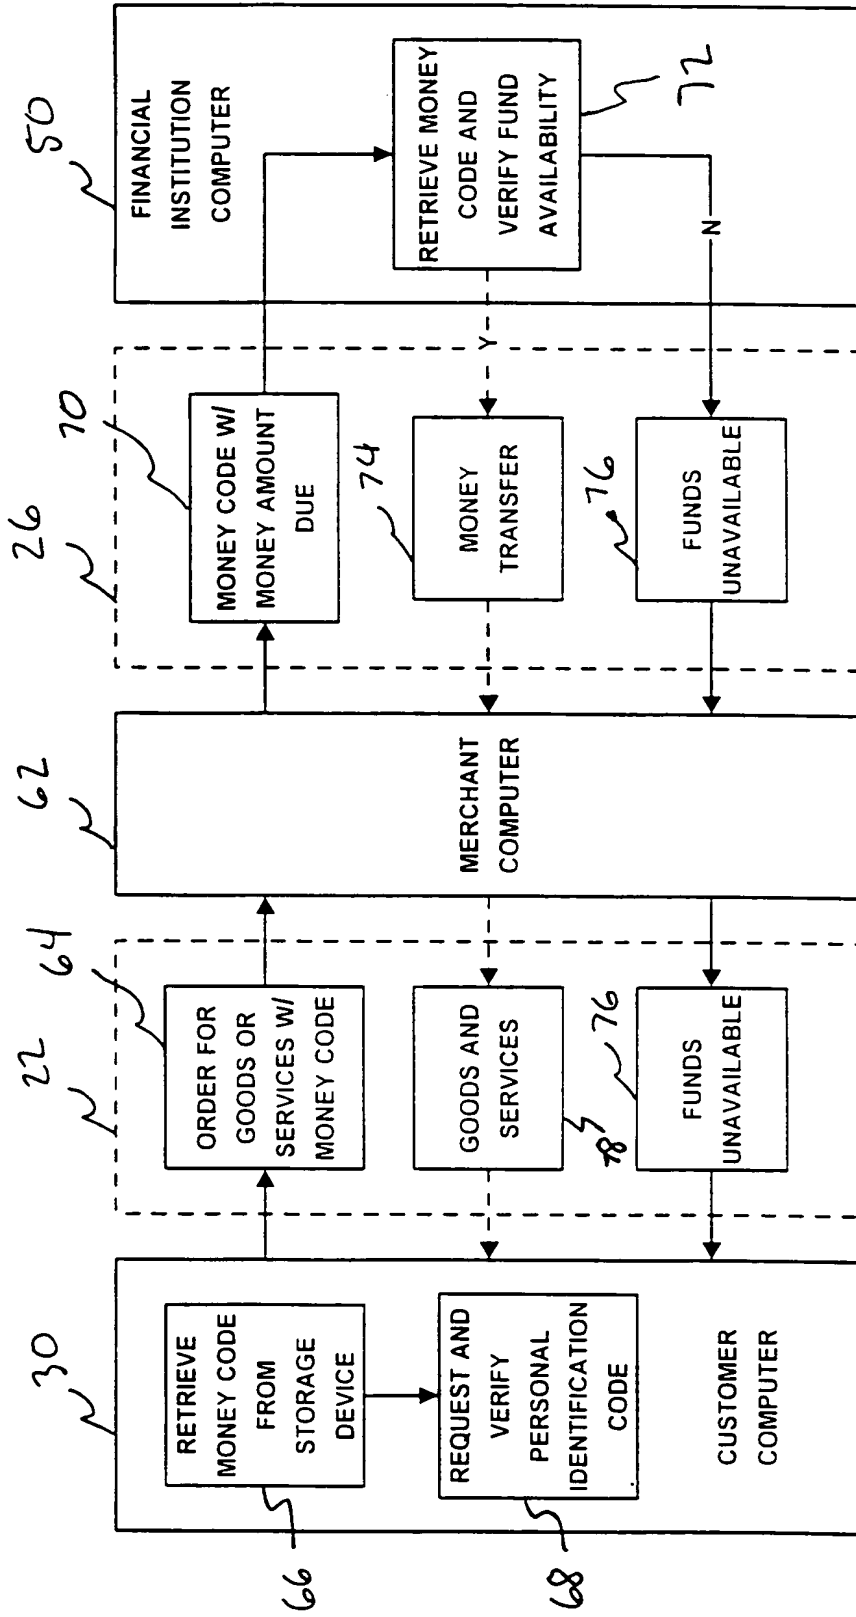 30
RETRIEVE
MONEY CODE
FROM
STORAGE
DEVICE
66
REQUEST AND
VERIFY
PERSONAL
IDENTIFICATION
CODE
68
CUSTOMER
COMPUTER
22
64
ORDER FOR
GOODS OR
SERVICES W/
MONEY CODE
GOODS AND
SERVICES
78
76
FUNDS
UNAVAILABLE
62
MERCHANT
COMPUTER
26
70
MONEY CODE W/
MONEY AMOUNT
DUE
74
MONEY
TRANSFER
Y
76
FUNDS
UNAVAILABLE
N
50
FINANCIAL
INSTITUTION
COMPUTER
RETRIEVE MONEY
CODE AND
VERIFY FUND
AVAILABILITY
72